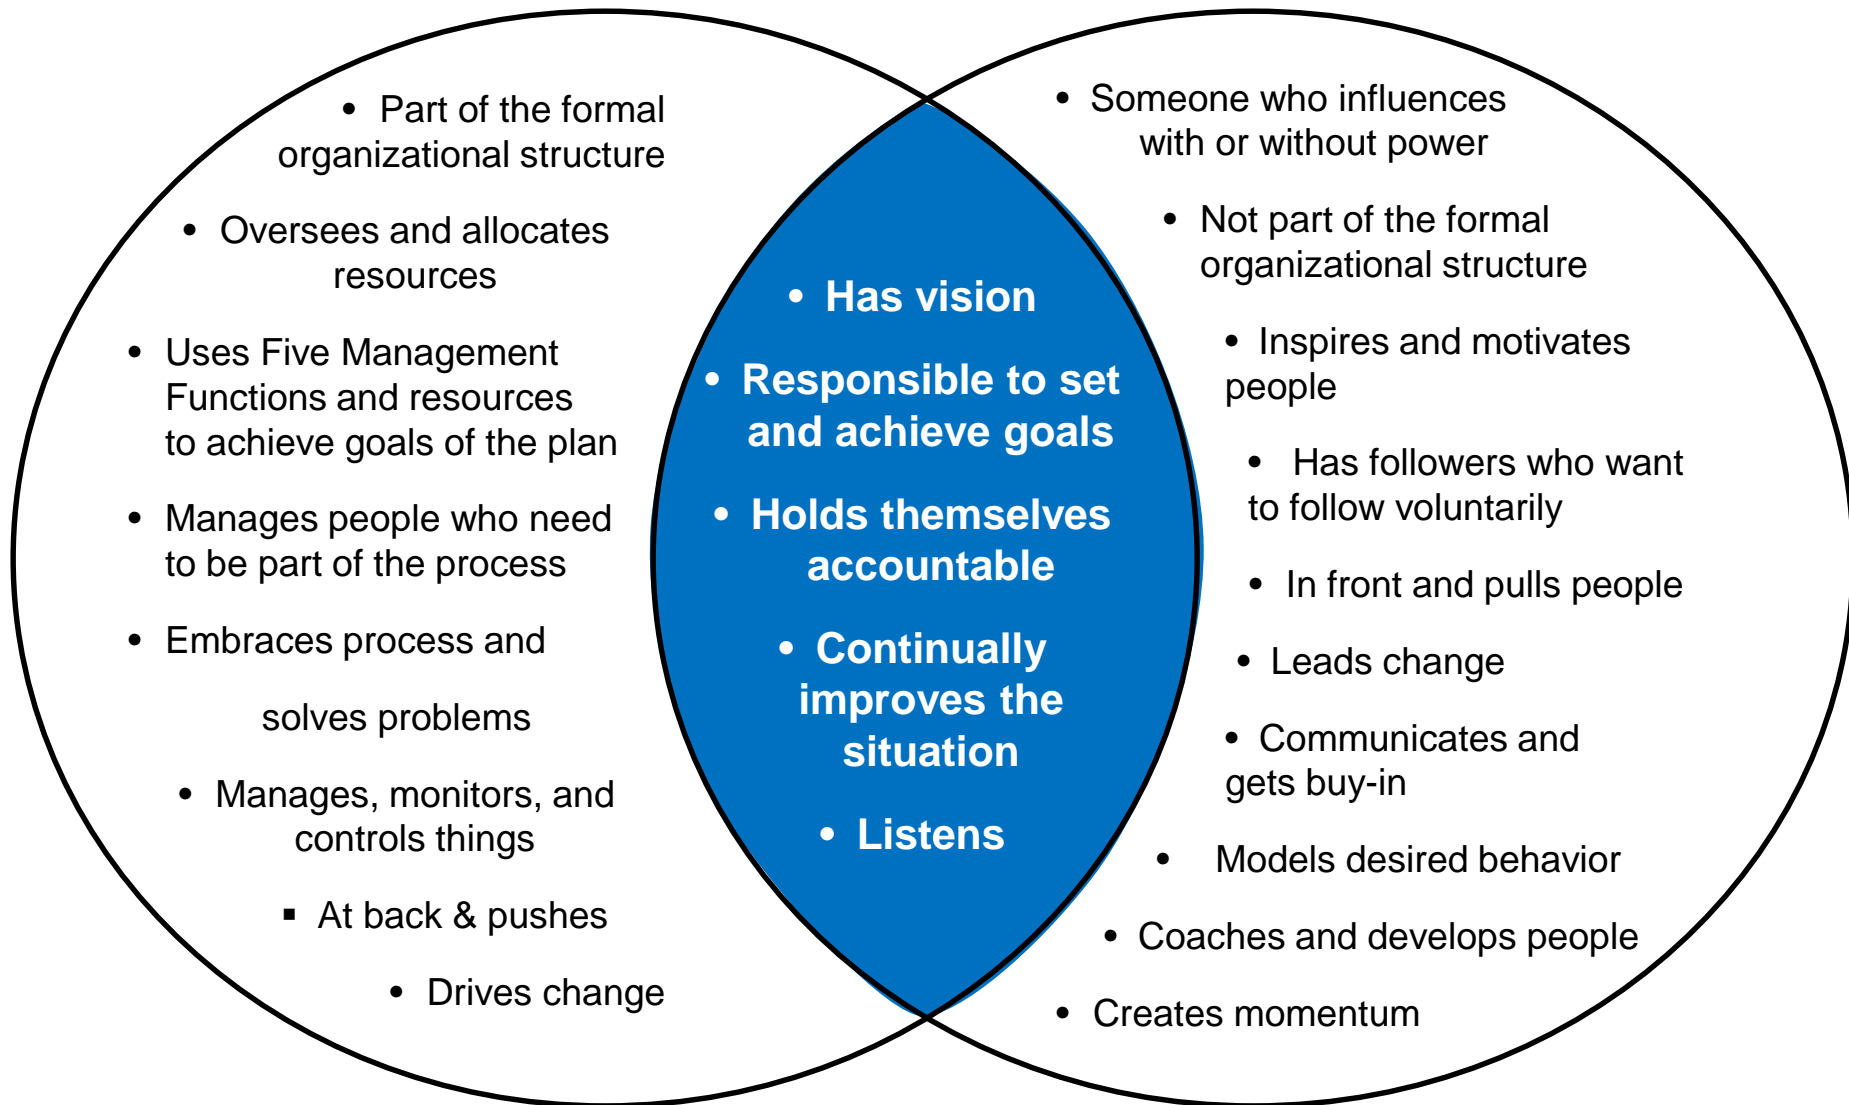 • Part of the formal
organizational structure
• Oversees and allocates
resources
• Uses Five Management
Functions and resources
to achieve goals of the plan
• Manages people who need
to be part of the process
• Embraces process and
solves problems
• Manages, monitors, and
controls things
▪ At back & pushes
• Drives change
• Has vision
• Responsible to set
and achieve goals
• Holds themselves
accountable
• Continually
improves the
situation
• Listens
• Someone who influences
with or without power
• Not part of the formal
organizational structure
• Inspires and motivates
people
• Has followers who want
to follow voluntarily
• In front and pulls people
• Leads change
• Communicates and
gets buy-in
• Models desired behavior
• Coaches and develops people
• Creates momentum